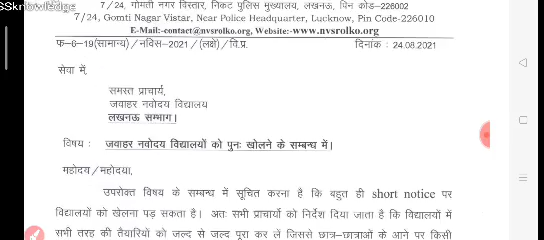 SSknowledge
7/24, गोमती नगर विस्तार, निकट पुलिस मुख्यालय, लखनऊ, पिन कोड–226002
7/24, Gomti Nagar Vistar, Near Police Headquarter, Lucknow, Pin Code-226010
E-Mail:-contact@nvsrolko.org, Website:-www.nvsrolko.org
फ–6–19(सामान्य)/नविस–2021/(लक्षे)/वि.प्र. दिनांक : 24.08.2021
सेवा में,
समस्त प्राचार्य,
जवाहर नवोदय विद्यालय
लखनऊ सम्भाग।
विषय : जवाहर नवोदय विद्यालयों को पुनः खोलने के सम्बन्ध में।
महोदय/महोदया,
उपरोक्त विषय के सम्बन्ध में सूचित करना है कि बहुत ही short notice पर
विद्यालयों को खोलना पड़ सकता है। अतः सभी प्राचार्यों को निर्देश दिया जाता है कि विद्यालयों में
सभी तरह की तैयारियों को जल्द से जल्द पूरा कर लें जिससे छात्र–छात्राओं के आने पर किसी